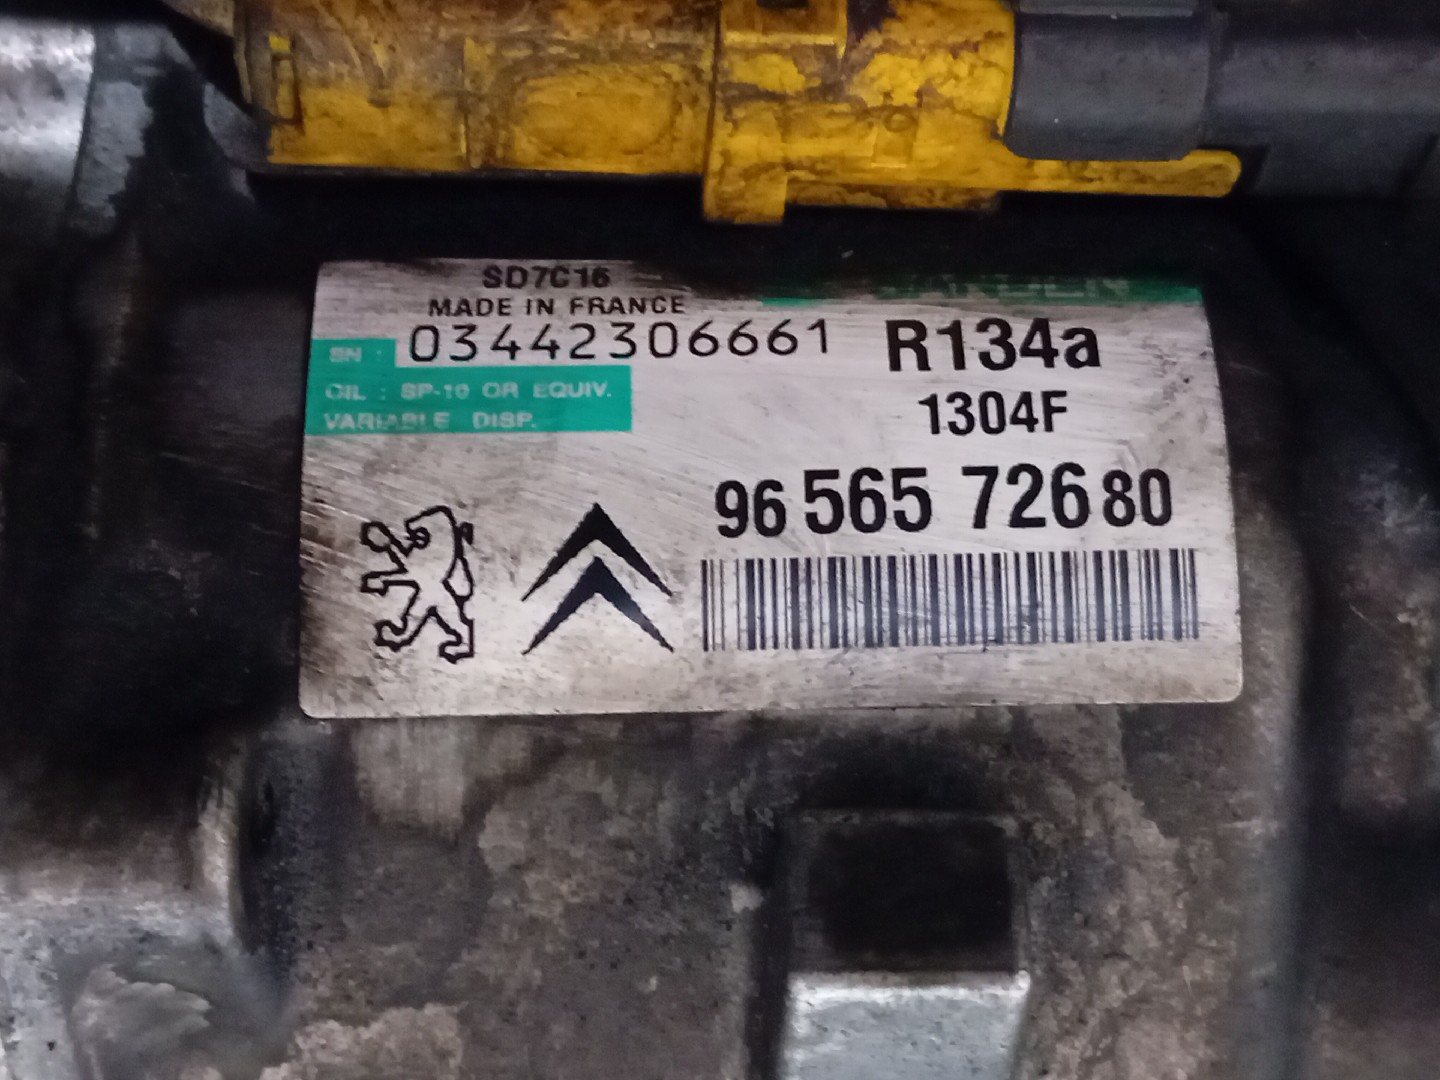 SD7C16
MADE IN FRANCE
SN : 03442306661
OIL : SP-10 OR EQUIV.
VARIABLE DISP.
R134a
1304F
96 565 726 80